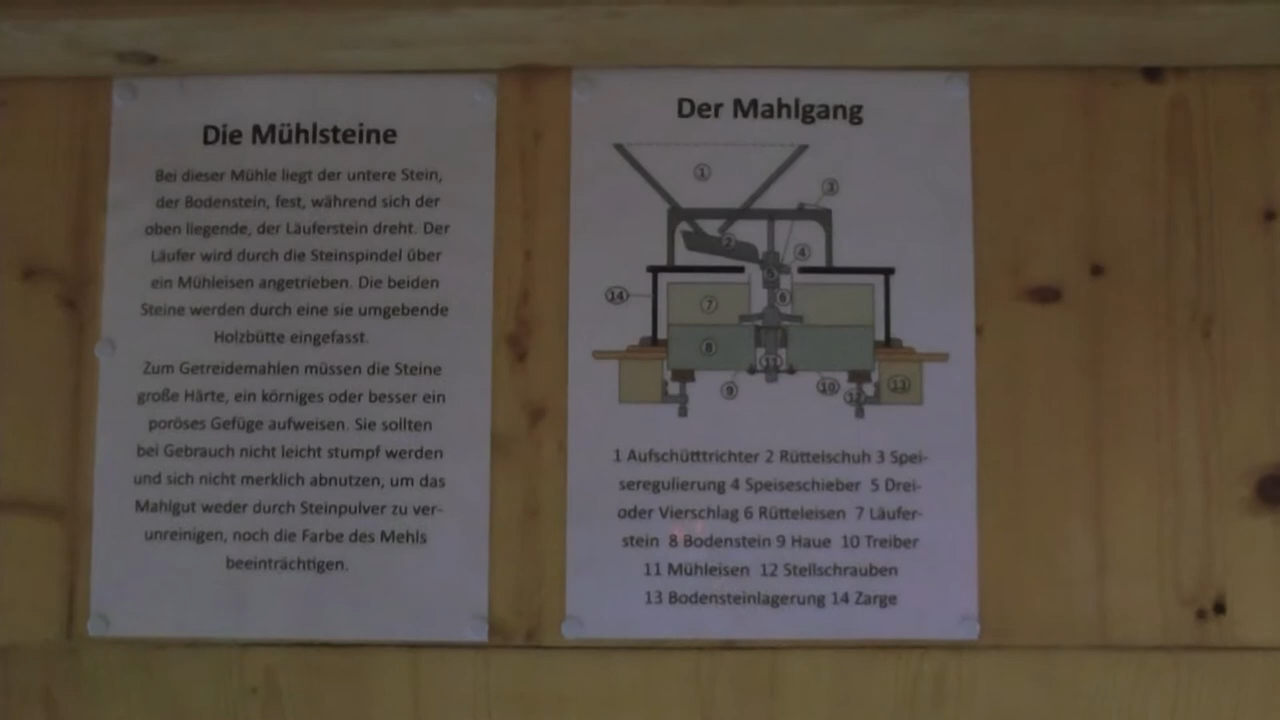 Die Mühlsteine
Bei dieser Mühle liegt der untere Stein,
der Bodenstein, fest, während sich der
oben liegende, der Läuferstein dreht. Der
Läufer wird durch die Steinspindel über
ein Mühleisen angetrieben. Die beiden
Steine werden durch eine sie umgebende
Holzbütte eingefasst.
Zum Getreidemahlen müssen die Steine
große Härte, ein körniges oder besser ein
poröses Gefüge aufweisen. Sie sollten
bei Gebrauch nicht leicht stumpf werden
und sich nicht merklich abnutzen, um das
Mahlgut weder durch Steinpulver zu ver-
unreinigen, noch die Farbe des Mehls
beeinträchtigen.
Der Mahlgang
1
3
2
4
5
14
7
6
8
11
9
10
12
13
1 Aufschütttrichter 2 Rüttelschuh 3 Spei-
seregulierung 4 Speiseschieber 5 Drei-
oder Vierschlag 6 Rütteleisen 7 Läufer-
stein 8 Bodenstein 9 Haue 10 Treiber
11 Mühleisen 12 Stellschrauben
13 Bodensteinlagerung 14 Zarge